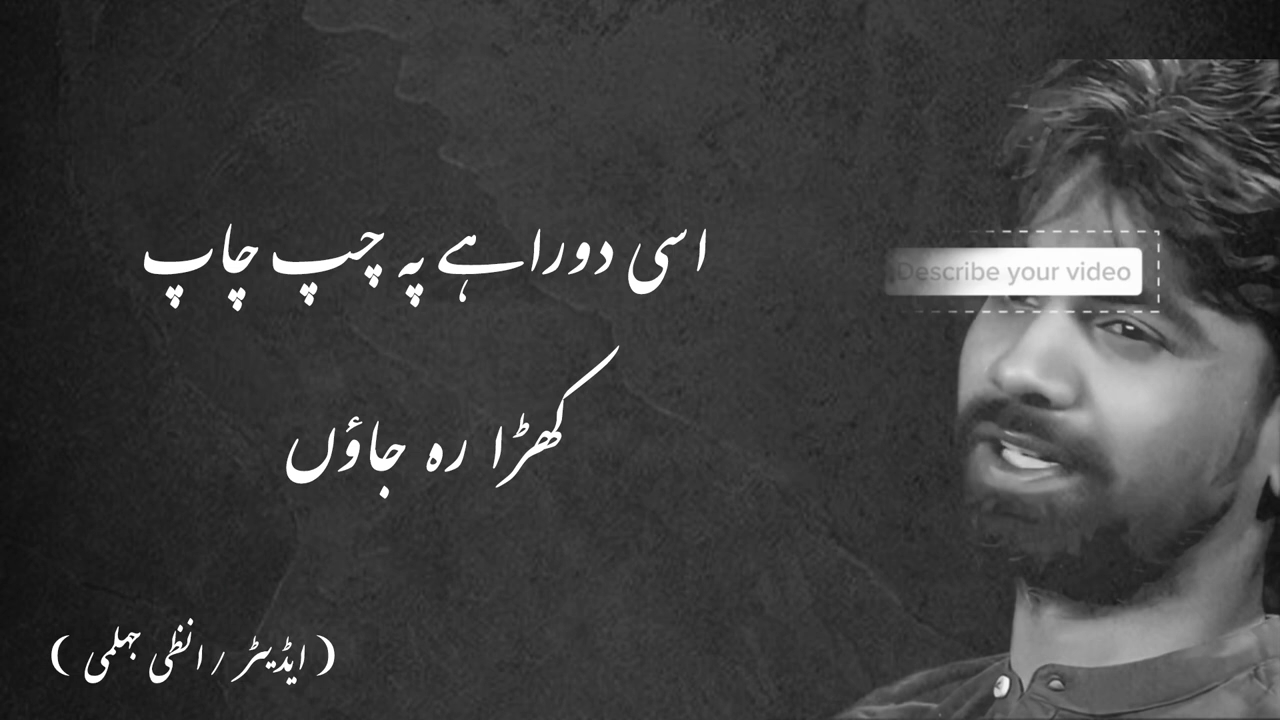 اسی دوراہے پہ چپ چاپ
Describe your video
کھڑا رہ جاؤں
( ایڈیٹر / انظی جہلمی )